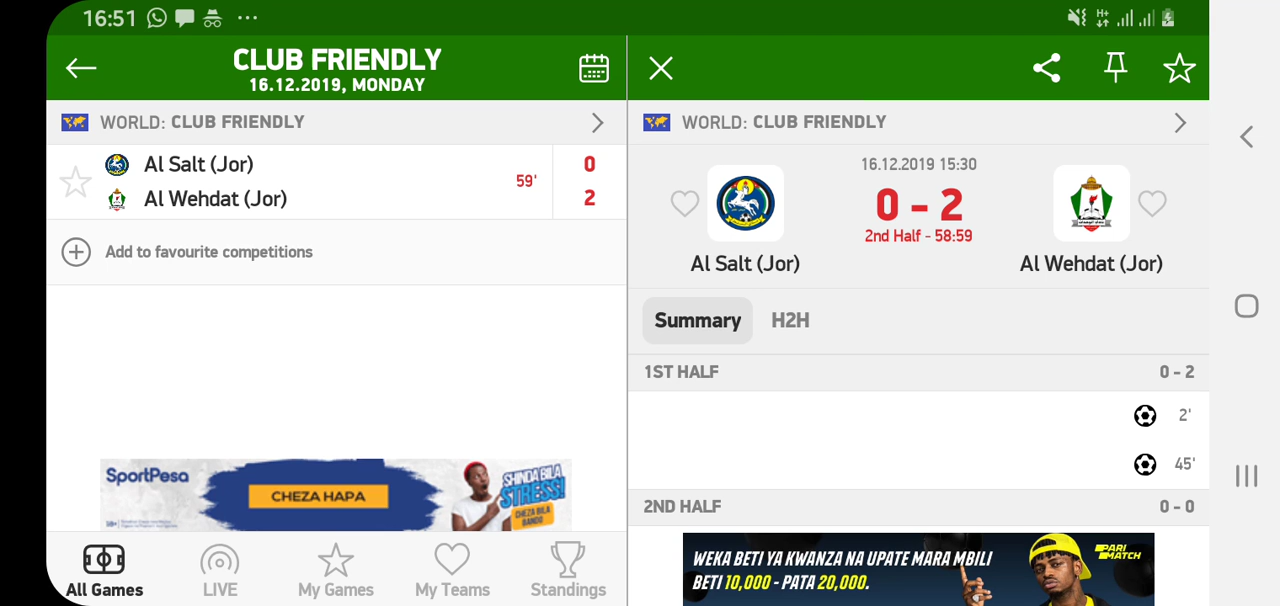 16:51
CLUB FRIENDLY
16.12.2019, MONDAY
WORLD: CLUB FRIENDLY
Al Salt (Jor)
0
59'
Al Wehdat (Jor)
2
Add to favourite competitions
SportPesa
CHEZA HAPA
SHINDA BILA
STRESS!
CHEZA BILA
BANDO
18+
All Games
LIVE
My Games
My Teams
Standings
H+
WORLD: CLUB FRIENDLY
16.12.2019 15:30
0 - 2
2nd Half - 58:59
Al Salt (Jor)
Al Wehdat (Jor)
Summary
H2H
1ST HALF
0 - 2
2'
45'
2ND HALF
0 - 0
WEKA BETI YA KWANZA NA UPATE MARA MBILI
BETI 10,000 - PATA 20,000.
PARI
MATCH